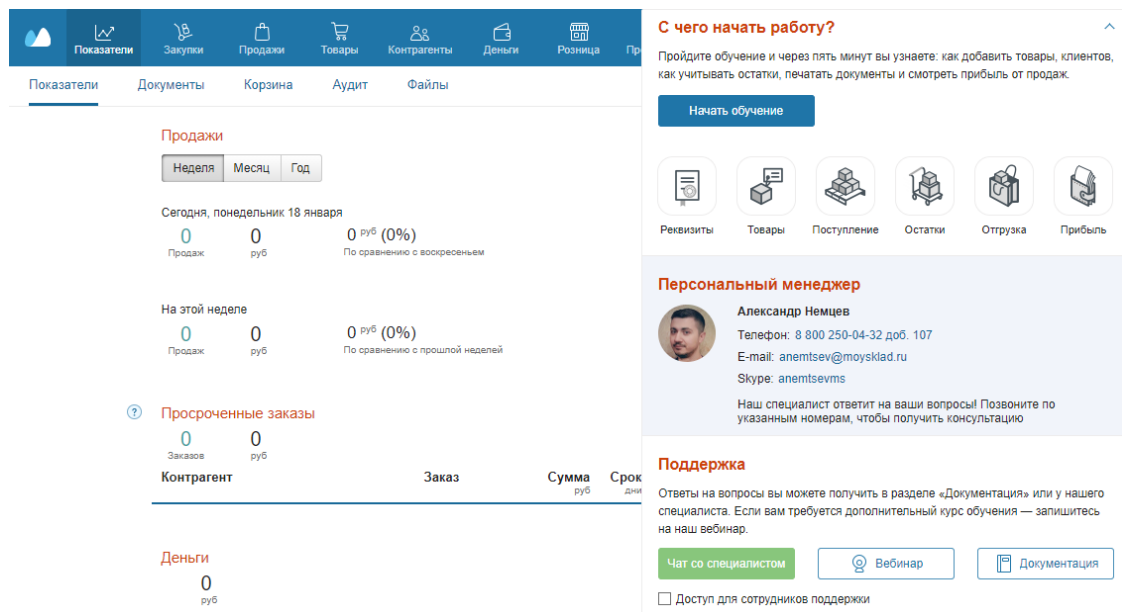 Показатели
Закупки
Продажи
Товары
Контрагенты
Деньги
Розница
Показатели
Документы
Корзина
Аудит
Файлы
Продажи
Неделя Месяц Год
Сегодня, понедельник 18 января
0 0 0 руб (0%)
Продаж руб По сравнению с воскресеньем
На этой неделе
0 0 0 руб (0%)
Продаж руб По сравнению с прошлой неделей
? Просроченные заказы
0 0
Заказов руб
Контрагент Заказ Сумма Срок
руб дни
Деньги
0
руб
С чего начать работу?
Пройдите обучение и через пять минут вы узнаете: как добавить товары, клиентов,
как учитывать остатки, печатать документы и смотреть прибыль от продаж.
Начать обучение
Реквизиты Товары Поступление Остатки Отгрузка Прибыль
Персональный менеджер
Александр Немцев
Телефон: 8 800 250-04-32 доб. 107
E-mail: anemtsev@moysklad.ru
Skype: anemtsevms
Наш специалист ответит на ваши вопросы! Позвоните по
указанным номерам, чтобы получить консультацию
Поддержка
Ответы на вопросы вы можете получить в разделе «Документация» или у нашего
специалиста. Если вам требуется дополнительный курс обучения — запишитесь
на наш вебинар.
Чат со специалистом Вебинар Документация
Доступ для сотрудников поддержки